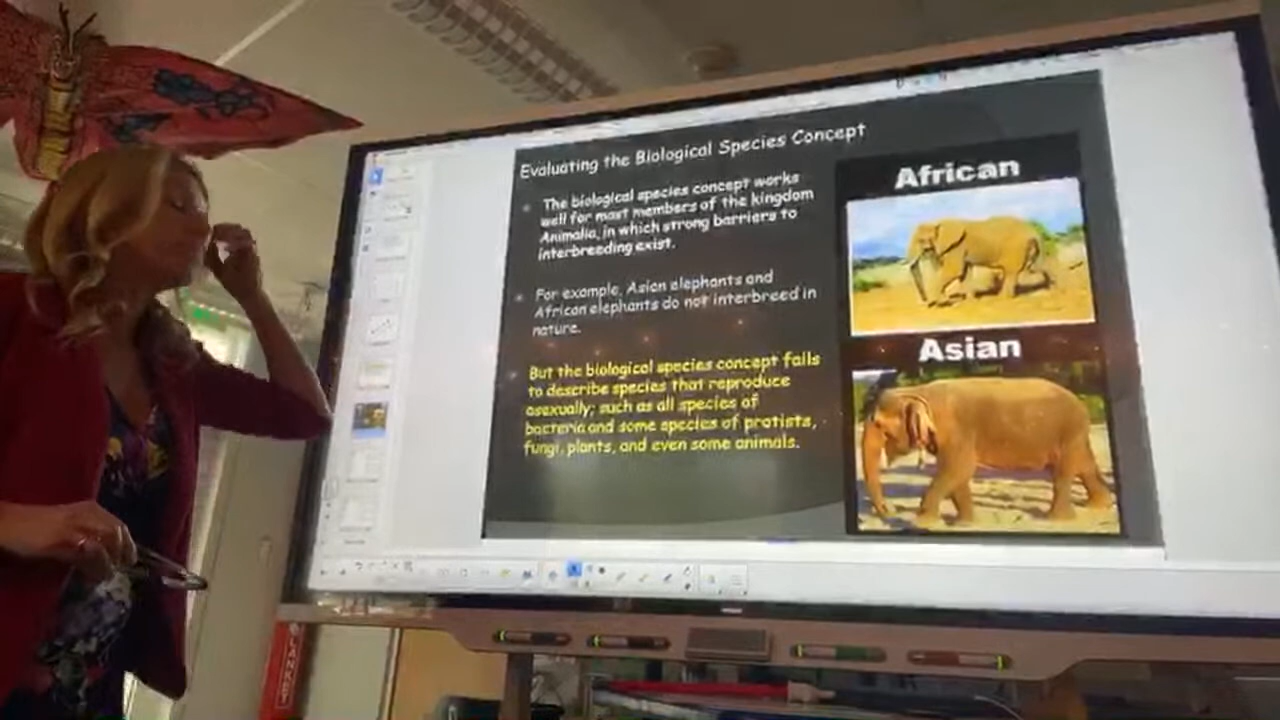 Evaluating the Biological Species Concept
The biological species concept works
well for most members of the kingdom
Animalia, in which strong barriers to
interbreeding exist.
For example, Asian elephants and
African elephants do not interbreed in
nature.
But the biological species concept fails
to describe species that reproduce
asexually; such as all species of
bacteria and some species of protists,
fungi, plants, and even some animals.
African
Asian